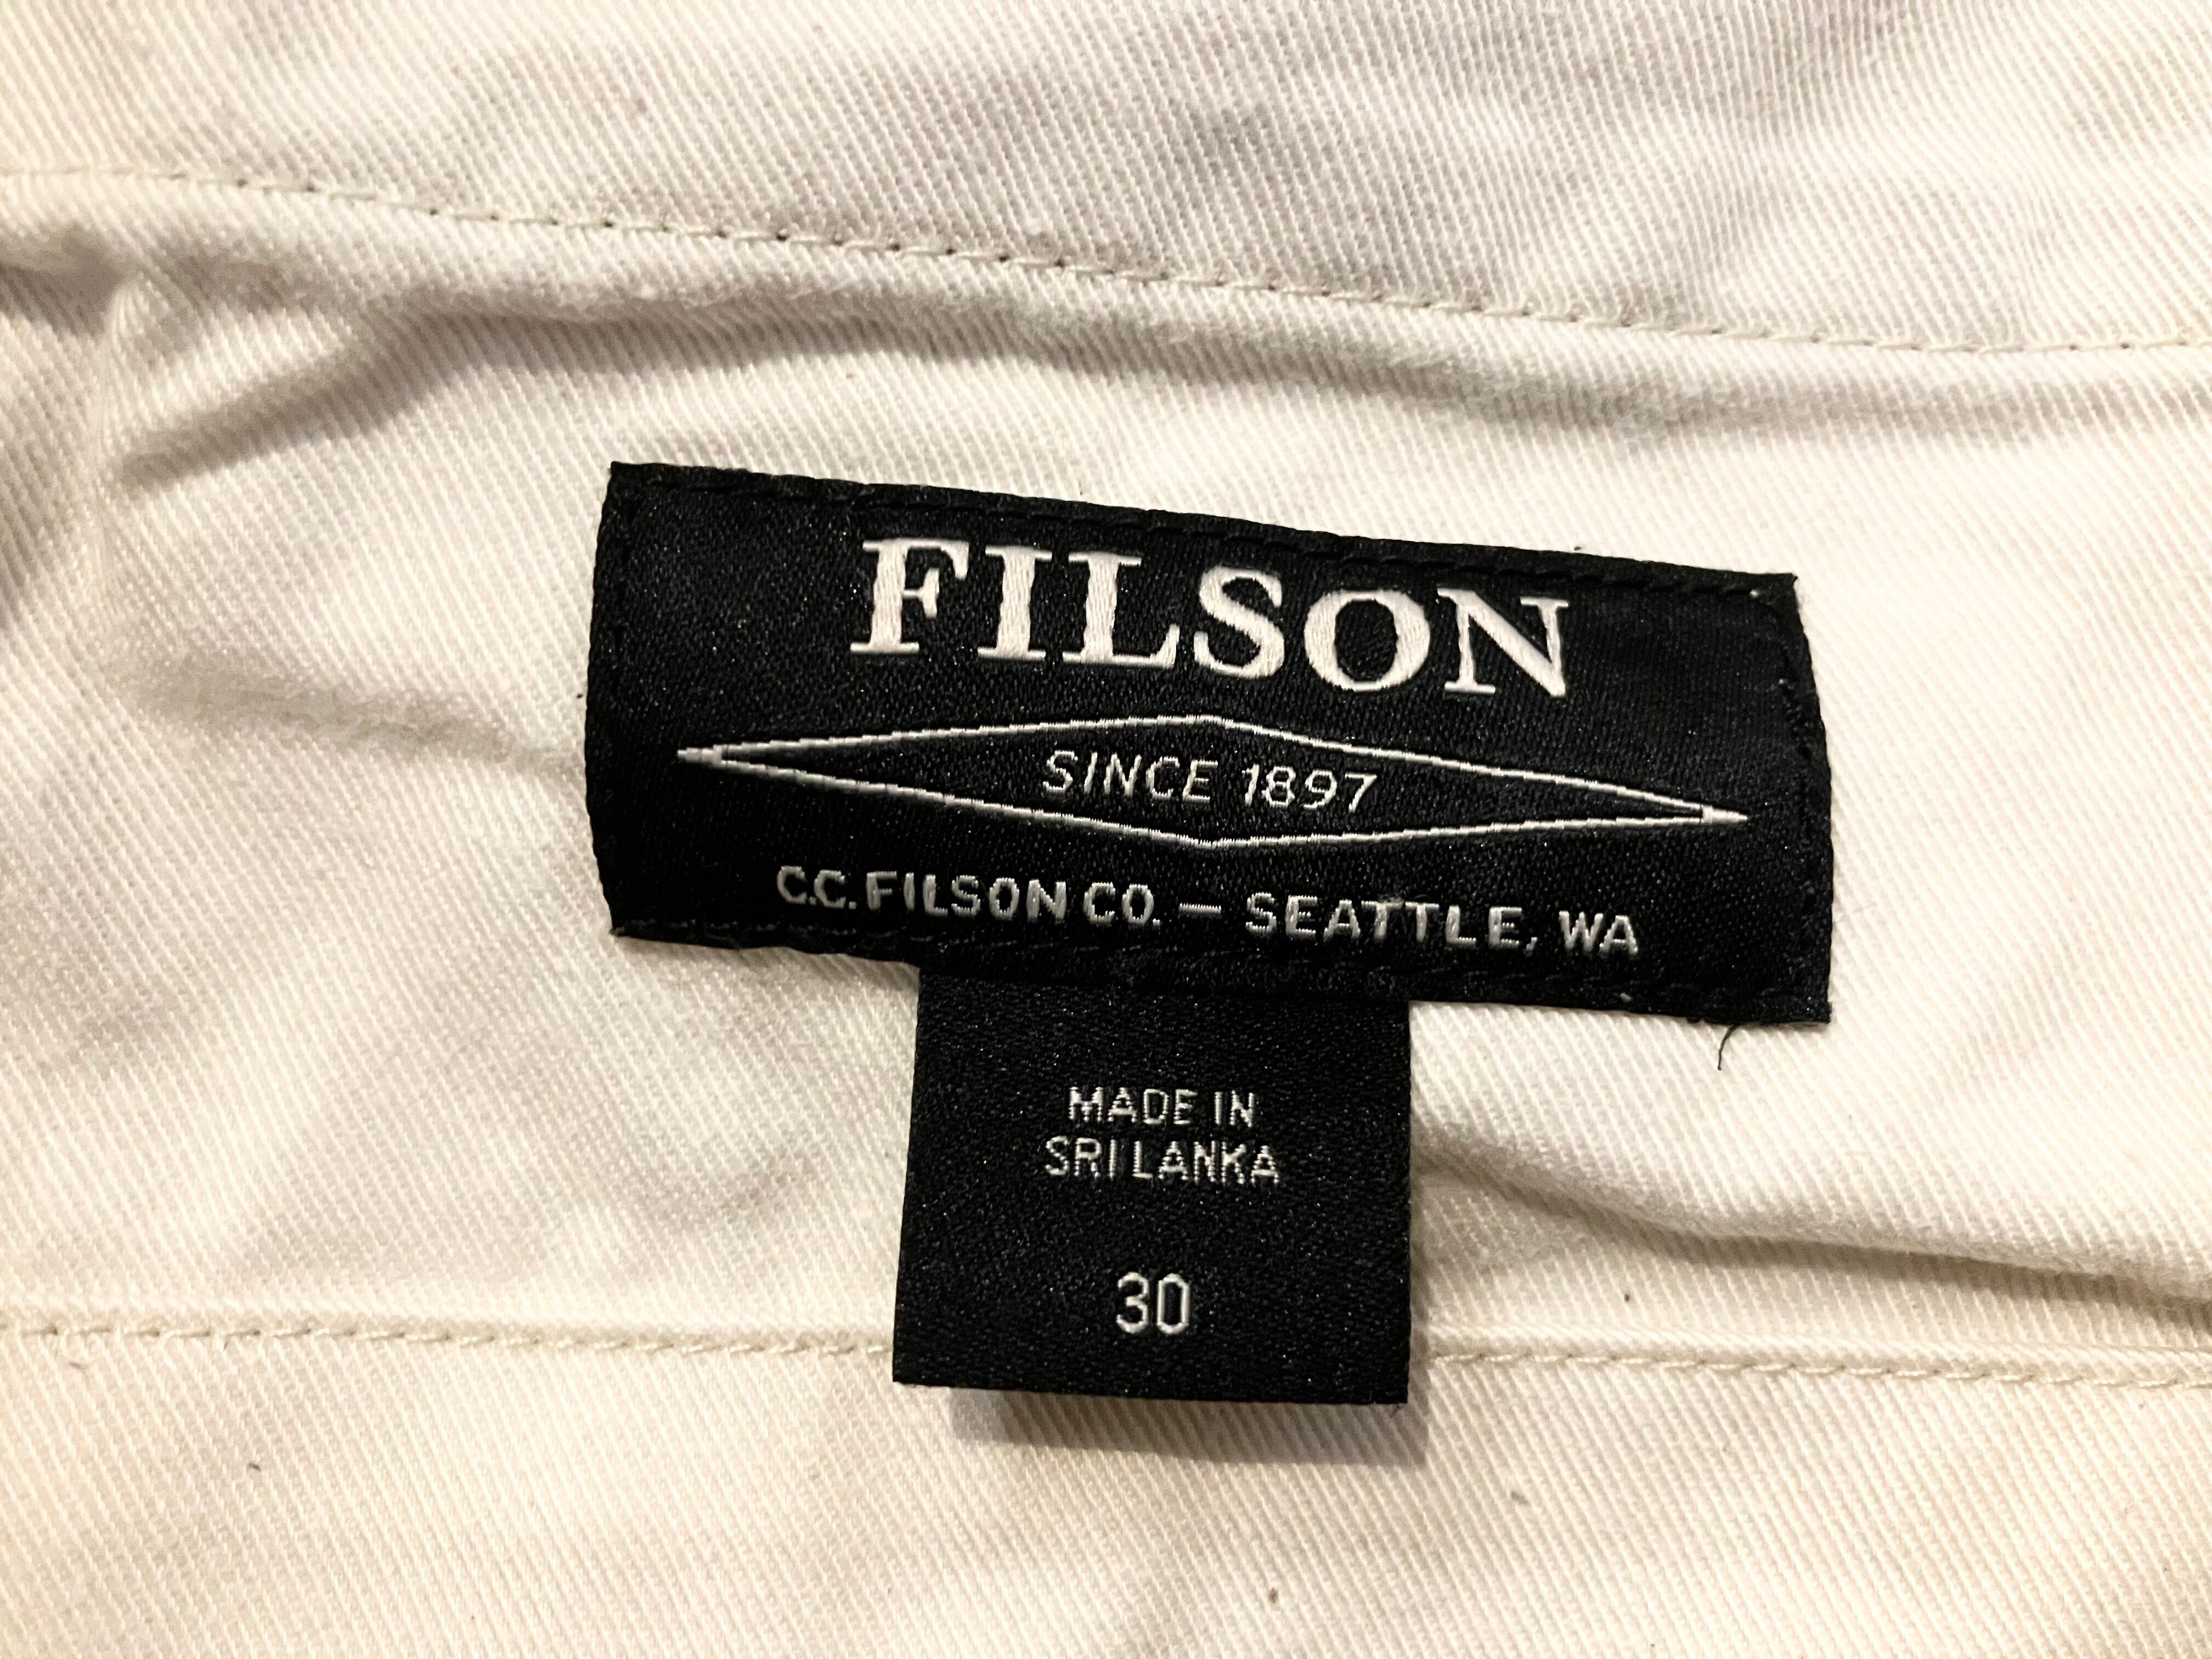 FILSON
SINCE 1897
C.C. FILSON CO. — SEATTLE, WA
MADE IN
SRI LANKA
30